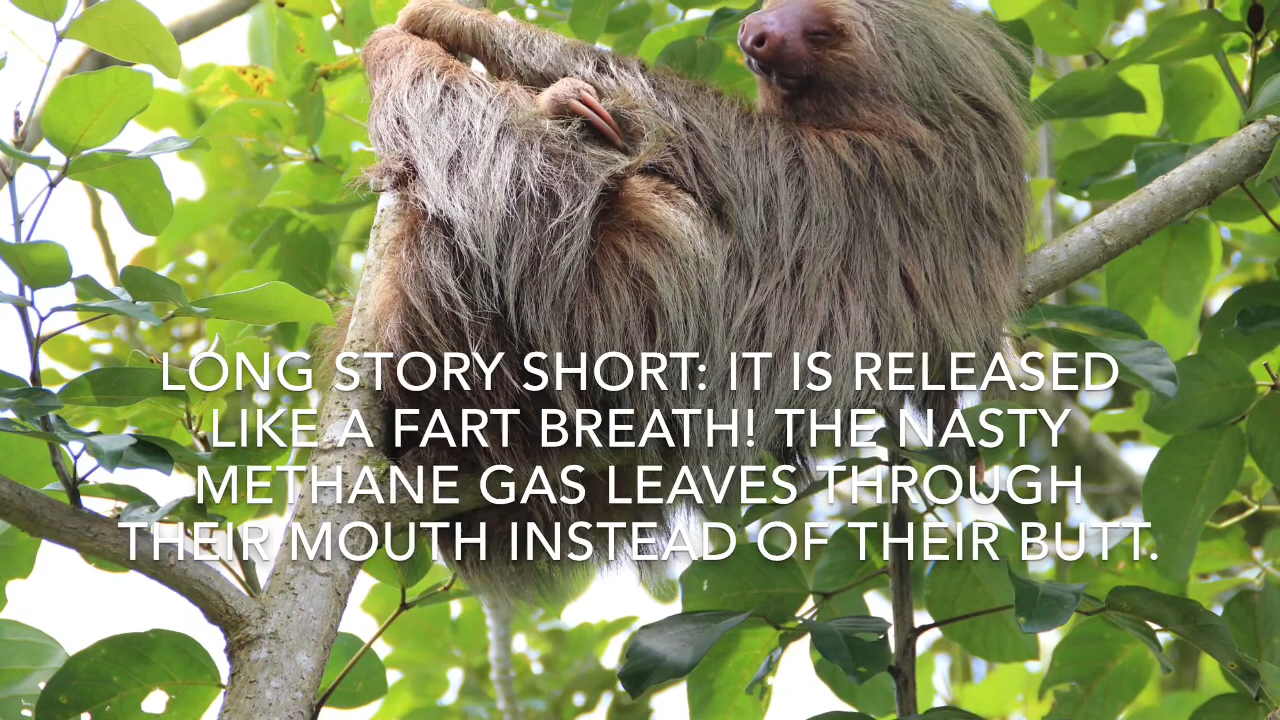 LONG STORY SHORT: IT IS RELEASED
LIKE A FART BREATH! THE NASTY
METHANE GAS LEAVES THROUGH
THEIR MOUTH INSTEAD OF THEIR BUTT.